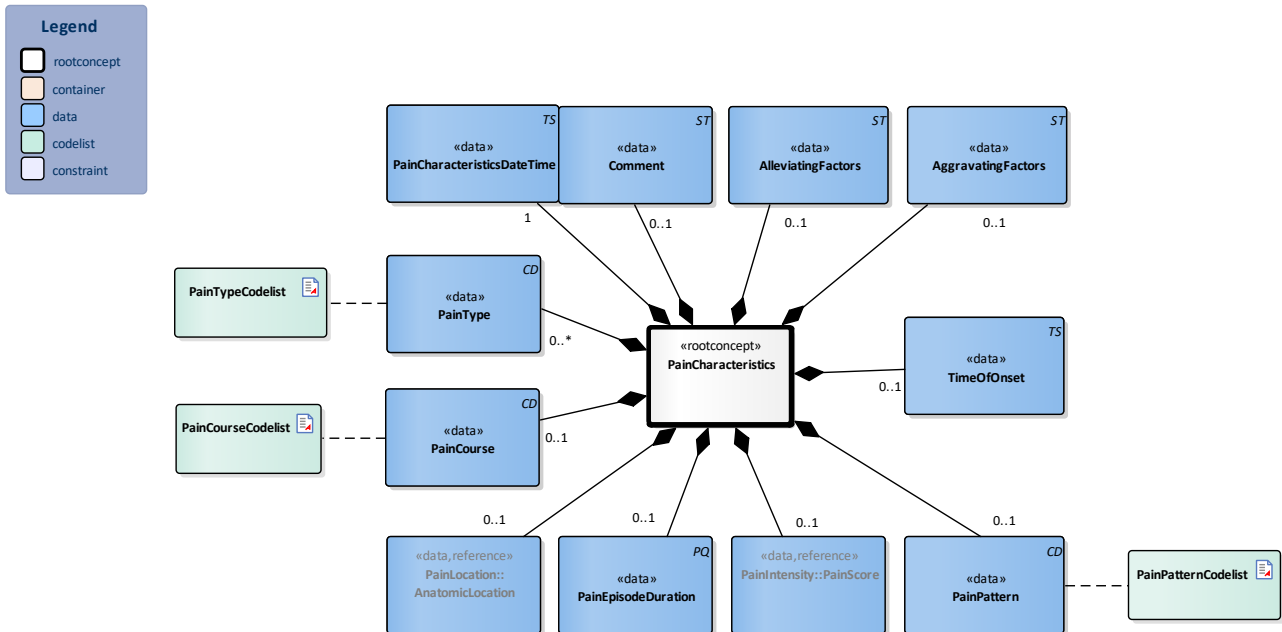 Legend
rootconcept
container
data
codelist
constraint
TS
«data»
PainCharacteristicsDateTime
ST
«data»
Comment
ST
«data»
AlleviatingFactors
ST
«data»
AggravatingFactors
1
0..1
0..1
0..1
PainTypeCodelist
CD
«data»
PainType
0..*
«rootconcept»
PainCharacteristics
TS
«data»
TimeOfOnset
0..1
PainCourseCodelist
CD
«data»
PainCourse
0..1
0..1
0..1
0..1
0..1
«data,reference»
PainLocation::
AnatomicLocation
PQ
«data»
PainEpisodeDuration
«data,reference»
PainIntensity::PainScore
CD
«data»
PainPattern
PainPatternCodelist